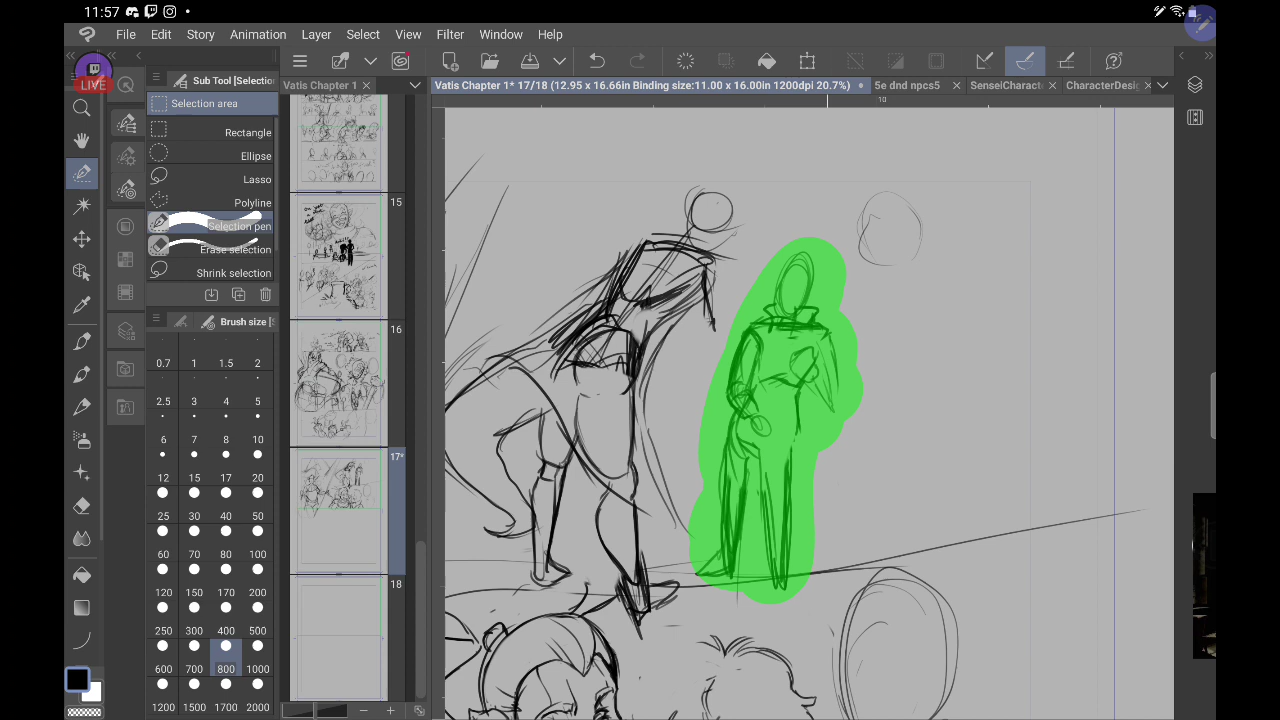 11:57
File Edit Story Animation Layer Select View Filter Window Help
LIVE
Sub Tool [Selectio
Vatis Chapter 1
Vatis Chapter 1* 17/18 (12.95 x 16.66in Binding size:11.00 x 16.00in 1200dpi 20.7%)
5e dnd npcs5
SenselCharact
CharacterDesig
10
Selection area
Rectangle
Ellipse
Lasso
Polyline
Selection pen
Erase selection
Shrink selection
Brush size [S
0.7 1 1.5 2
2.5 3 4 5
6 7 8 10
12 15 17 20
25 30 40 50
60 70 80 100
120 150 170 200
250 300 400 500
600 700 800 1000
1200 1500 1700 2000
15
16
17*
18